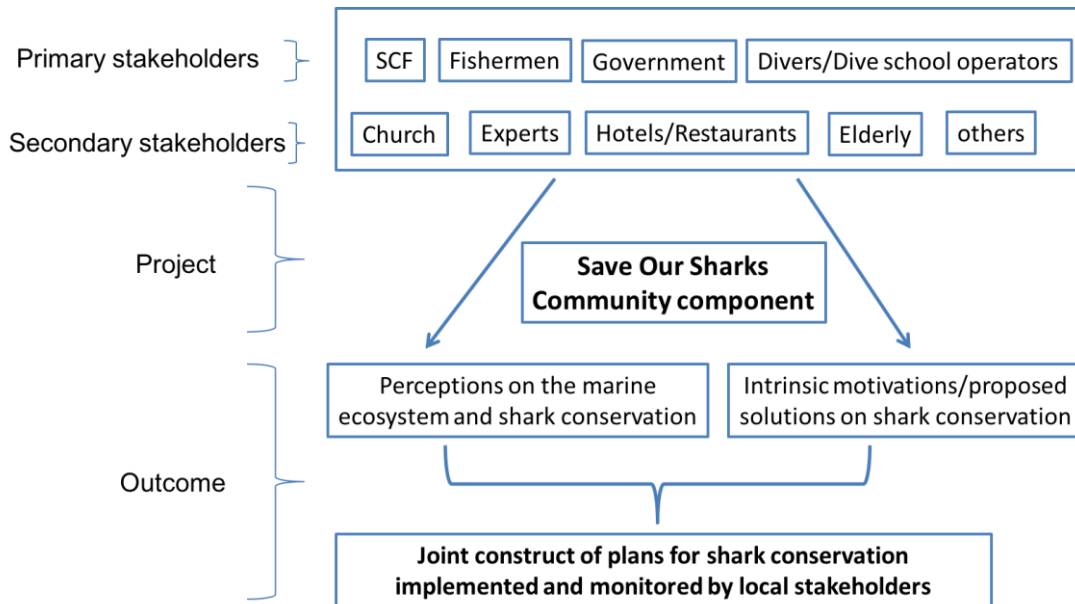 Primary stakeholders
SCF
Fishermen
Government
Divers/Dive school operators
Secondary stakeholders
Church
Experts
Hotels/Restaurants
Elderly
others
Project
Save Our Sharks
Community component
Outcome
Perceptions on the marine
ecosystem and shark conservation
Intrinsic motivations/proposed
solutions on shark conservation
Joint construct of plans for shark conservation
implemented and monitored by local stakeholders